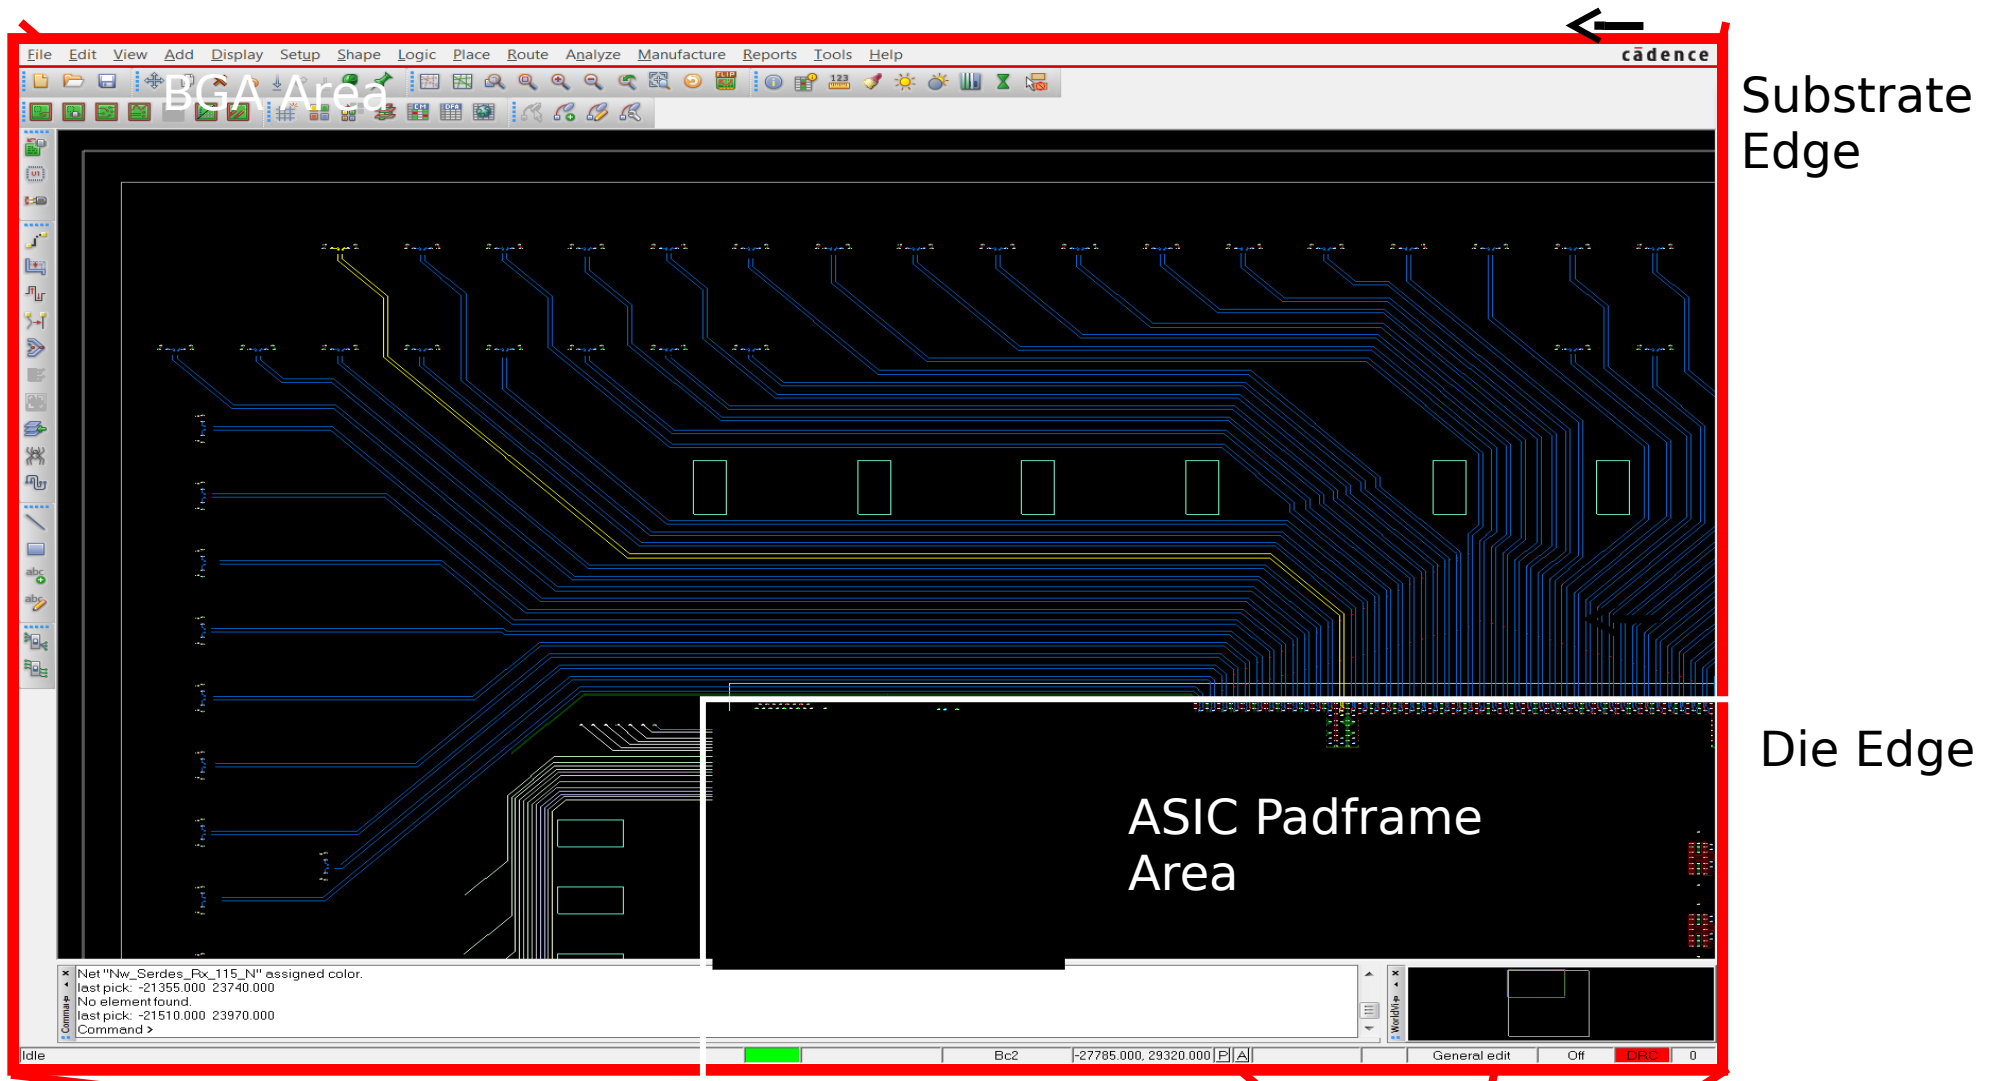 File Edit View Add Display Setup Shape Logic Place Route Analyze Manufacture Reports Tools Help
cādence
BGA Area
Substrate
Edge
Die Edge
ASIC Padframe
Area
Net "Nw_Serdes_Rx_115_N" assigned color.
last pick: -21355.000 23740.000
No element found.
last pick: -21510.000 23970.000
Command >
Idle
Bc2
-27785.000, 29320.000
P A
General edit
Off
DRC
0